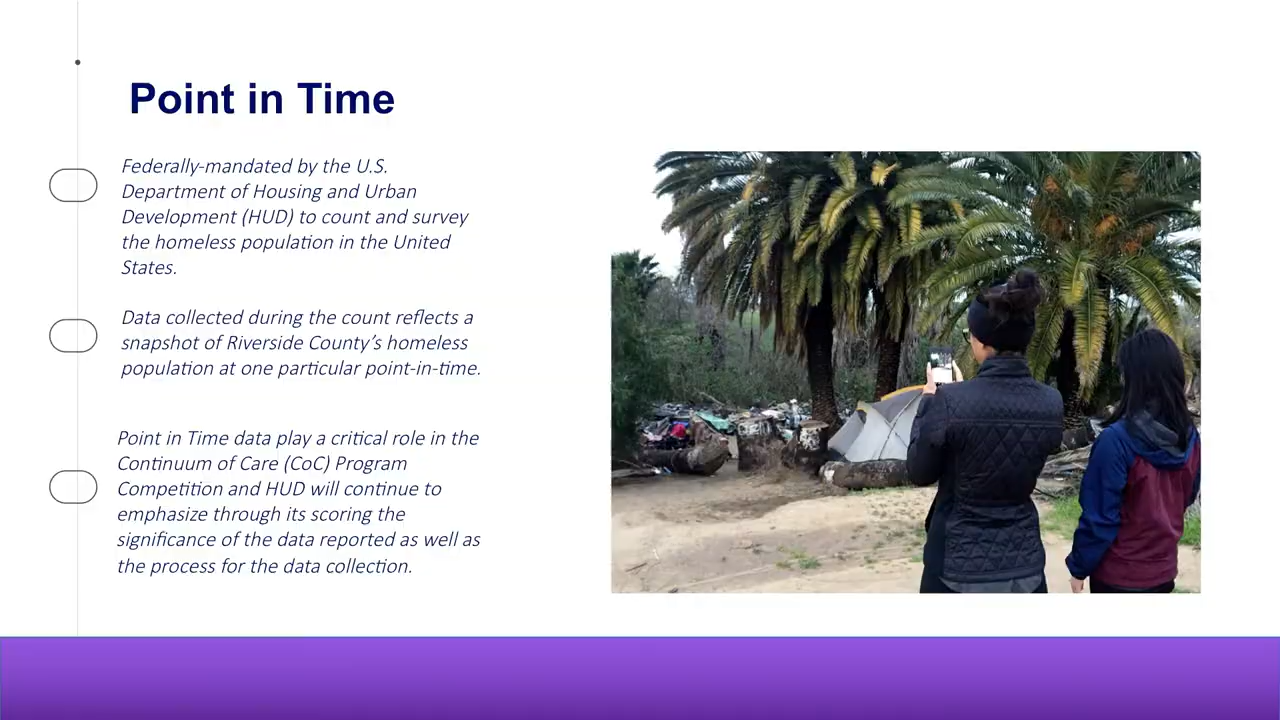 Point in Time
Federally-mandated by the U.S.
Department of Housing and Urban
Development (HUD) to count and survey
the homeless population in the United
States.
Data collected during the count reflects a
snapshot of Riverside County’s homeless
population at one particular point-in-time.
Point in Time data play a critical role in the
Continuum of Care (CoC) Program
Competition and HUD will continue to
emphasize through its scoring the
significance of the data reported as well as
the process for the data collection.